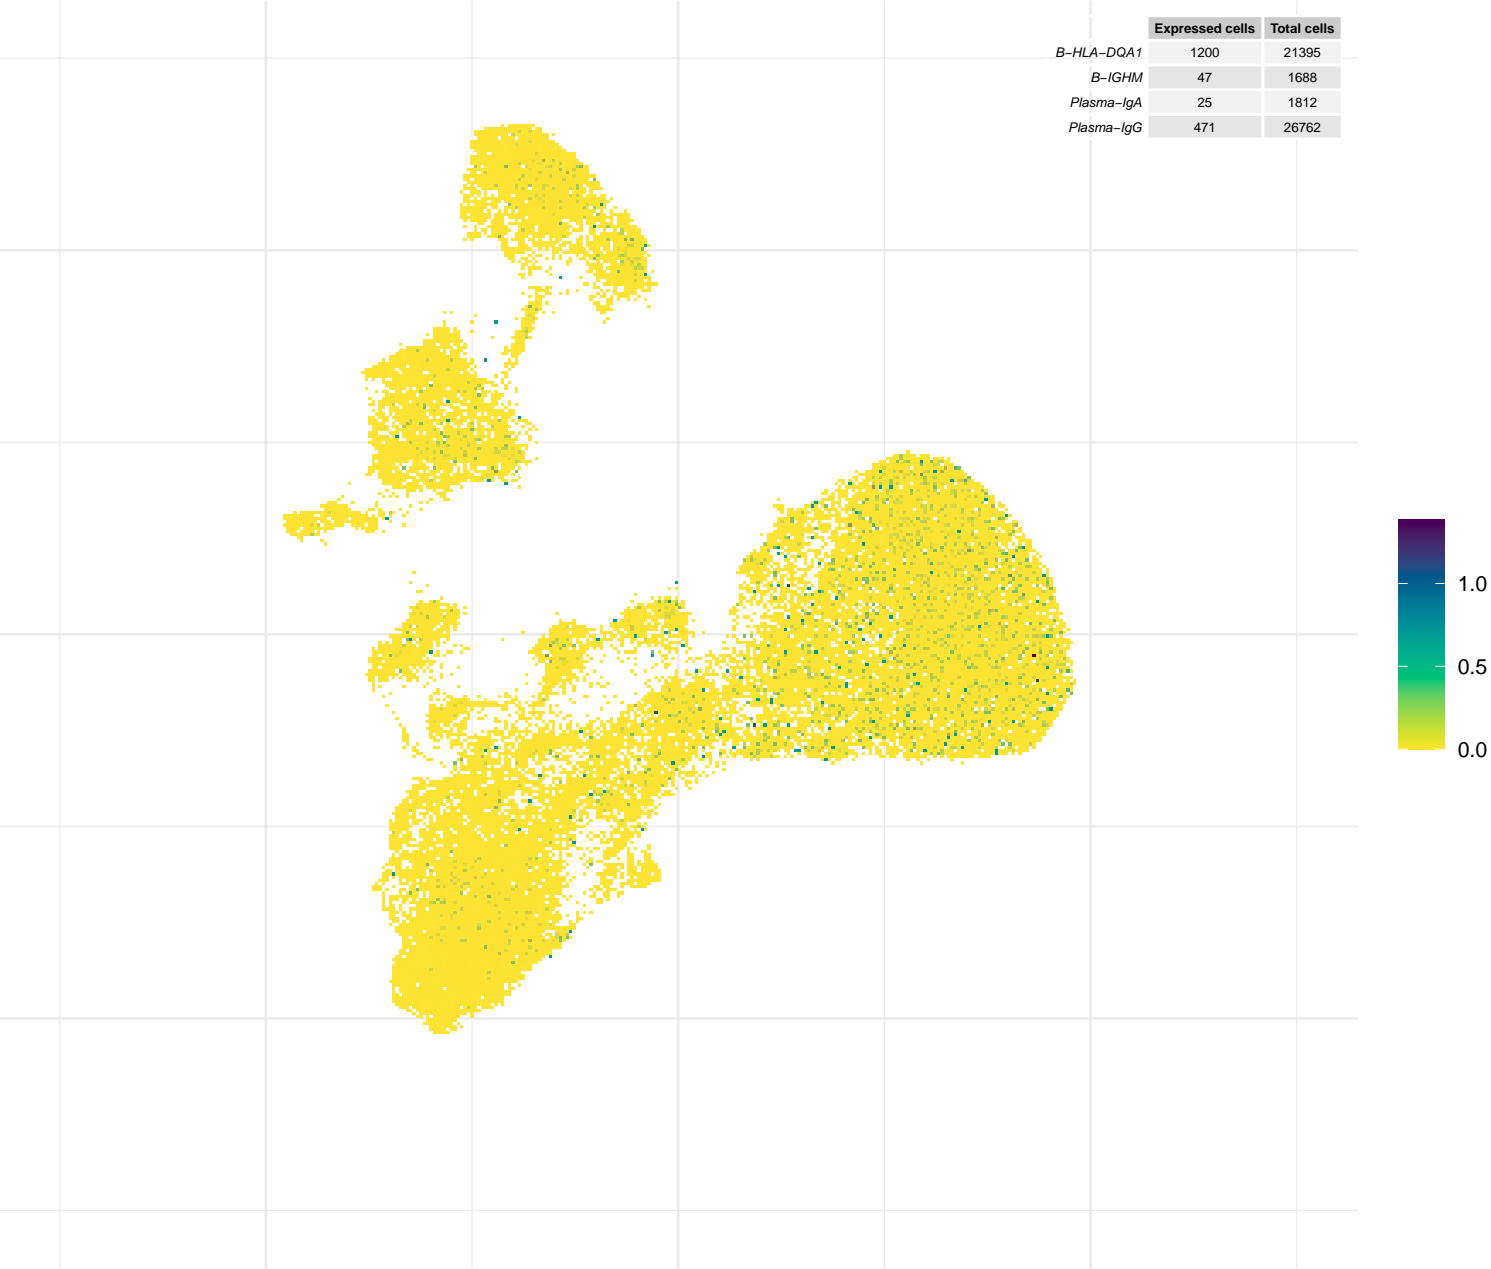 Expressed cells Total cells
B−HLA−DQA1 1200 21395
B−IGHM 47 1688
Plasma−IgA 25 1812
Plasma−IgG 471 26762
1.0
0.5
0.0